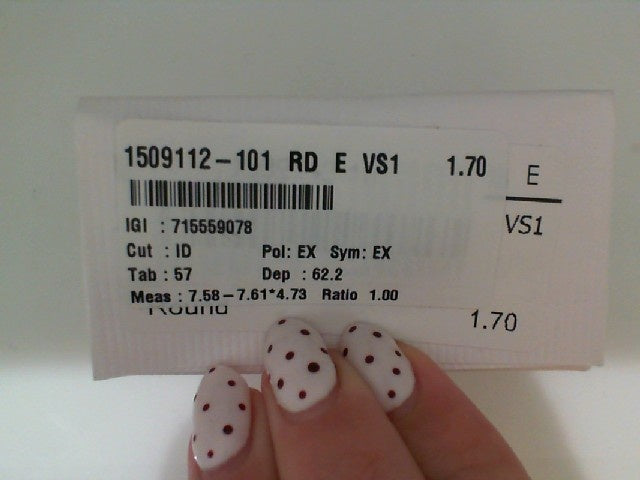 1509112-101 RD E VS1 1.70
IGI : 715559078
Cut : ID Pol: EX Sym: EX
Tab : 57 Dep : 62.2
Meas : 7.58-7.61*4.73 Ratio 1.00
Round
E
VS1
1.70